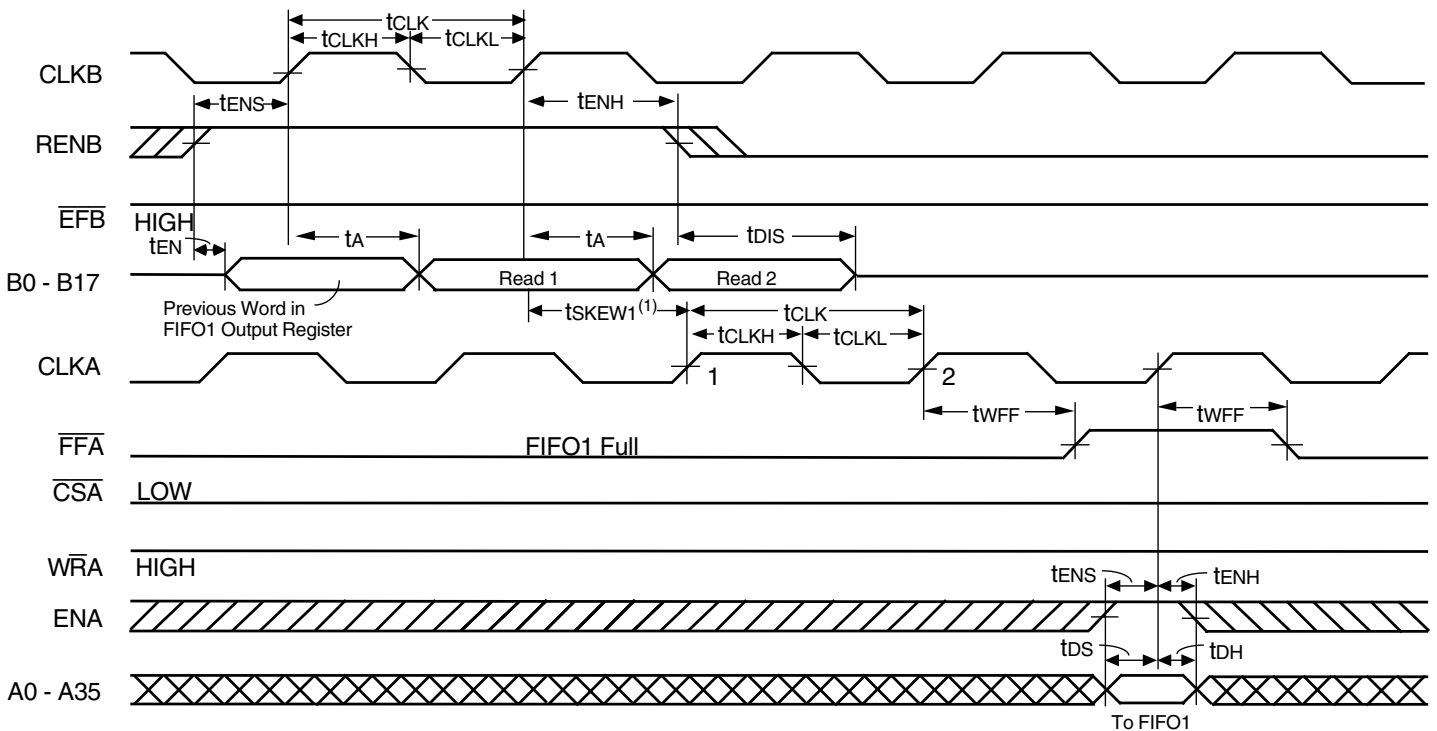 tCLK
tCLKH tCLKL
CLKB
tENS tENH
RENB
EFB HIGH
tEN tA tA tDIS
B0 - B17 Read 1 Read 2
Previous Word in
FIFO1 Output Register
tSKEW1(1) tCLK
tCLKH tCLKL
CLKA 1 2
tWFF tWFF
FFA FIFO1 Full
CSA LOW
WRA HIGH
tENS tENH
ENA
tDS tDH
A0 - A35
To FIFO1